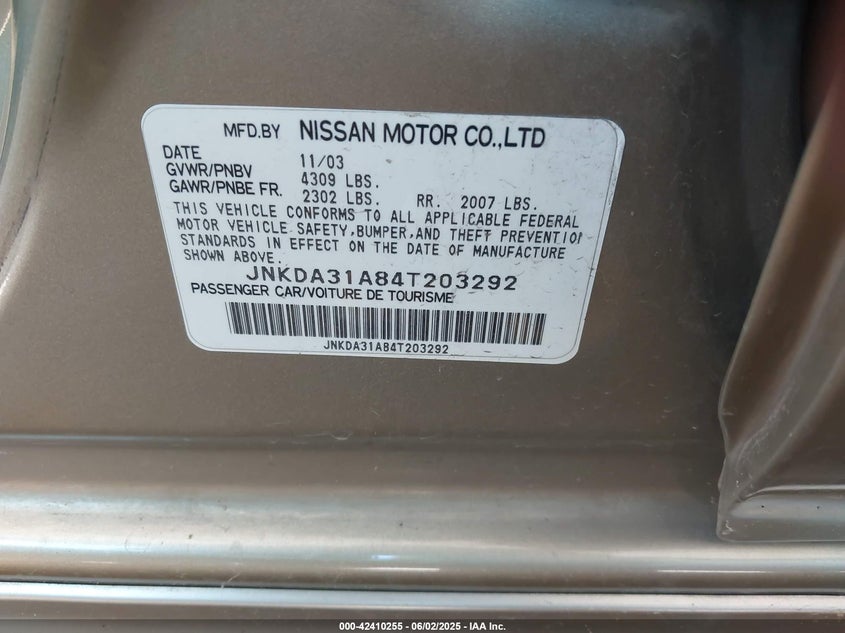 MFD.BY NISSAN MOTOR CO.,LTD
DATE 11/03
GVWR/PNBV 4309 LBS.
GAWR/PNBE FR. 2302 LBS. RR. 2007 LBS.
THIS VEHICLE CONFORMS TO ALL APPLICABLE FEDERAL
MOTOR VEHICLE SAFETY,BUMPER,AND THEFT PREVENTION
STANDARDS IN EFFECT ON THE DATE OF MANUFACTURE
SHOWN ABOVE.
JNKDA31A84T203292
PASSENGER CAR/VOITURE DE TOURISME
JNKDA31A84T203292
000-42410255 - 06/02/2025 - IAA Inc.